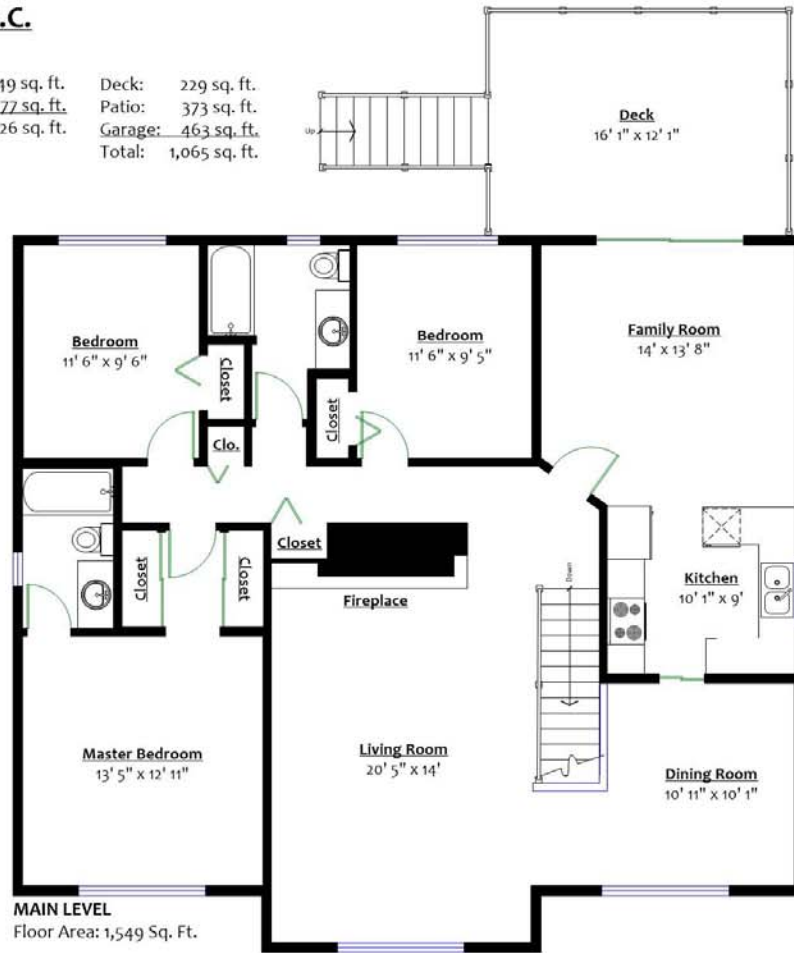 .C.
49 sq. ft. Deck: 229 sq. ft.
77 sq. ft. Patio: 373 sq. ft.
26 sq. ft. Garage: 463 sq. ft.
Total: 1,065 sq. ft.
Up
Deck
16' 1" x 12' 1"
Bedroom
11' 6" x 9' 6"
Closet
Clo.
Closet
Bedroom
11' 6" x 9' 5"
Family Room
14' x 13' 8"
Closet
Closet
Closet
Fireplace
Down
Kitchen
10' 1" x 9'
Master Bedroom
13' 5" x 12' 11"
Living Room
20' 5" x 14'
Dining Room
10' 11" x 10' 1"
MAIN LEVEL
Floor Area: 1,549 Sq. Ft.